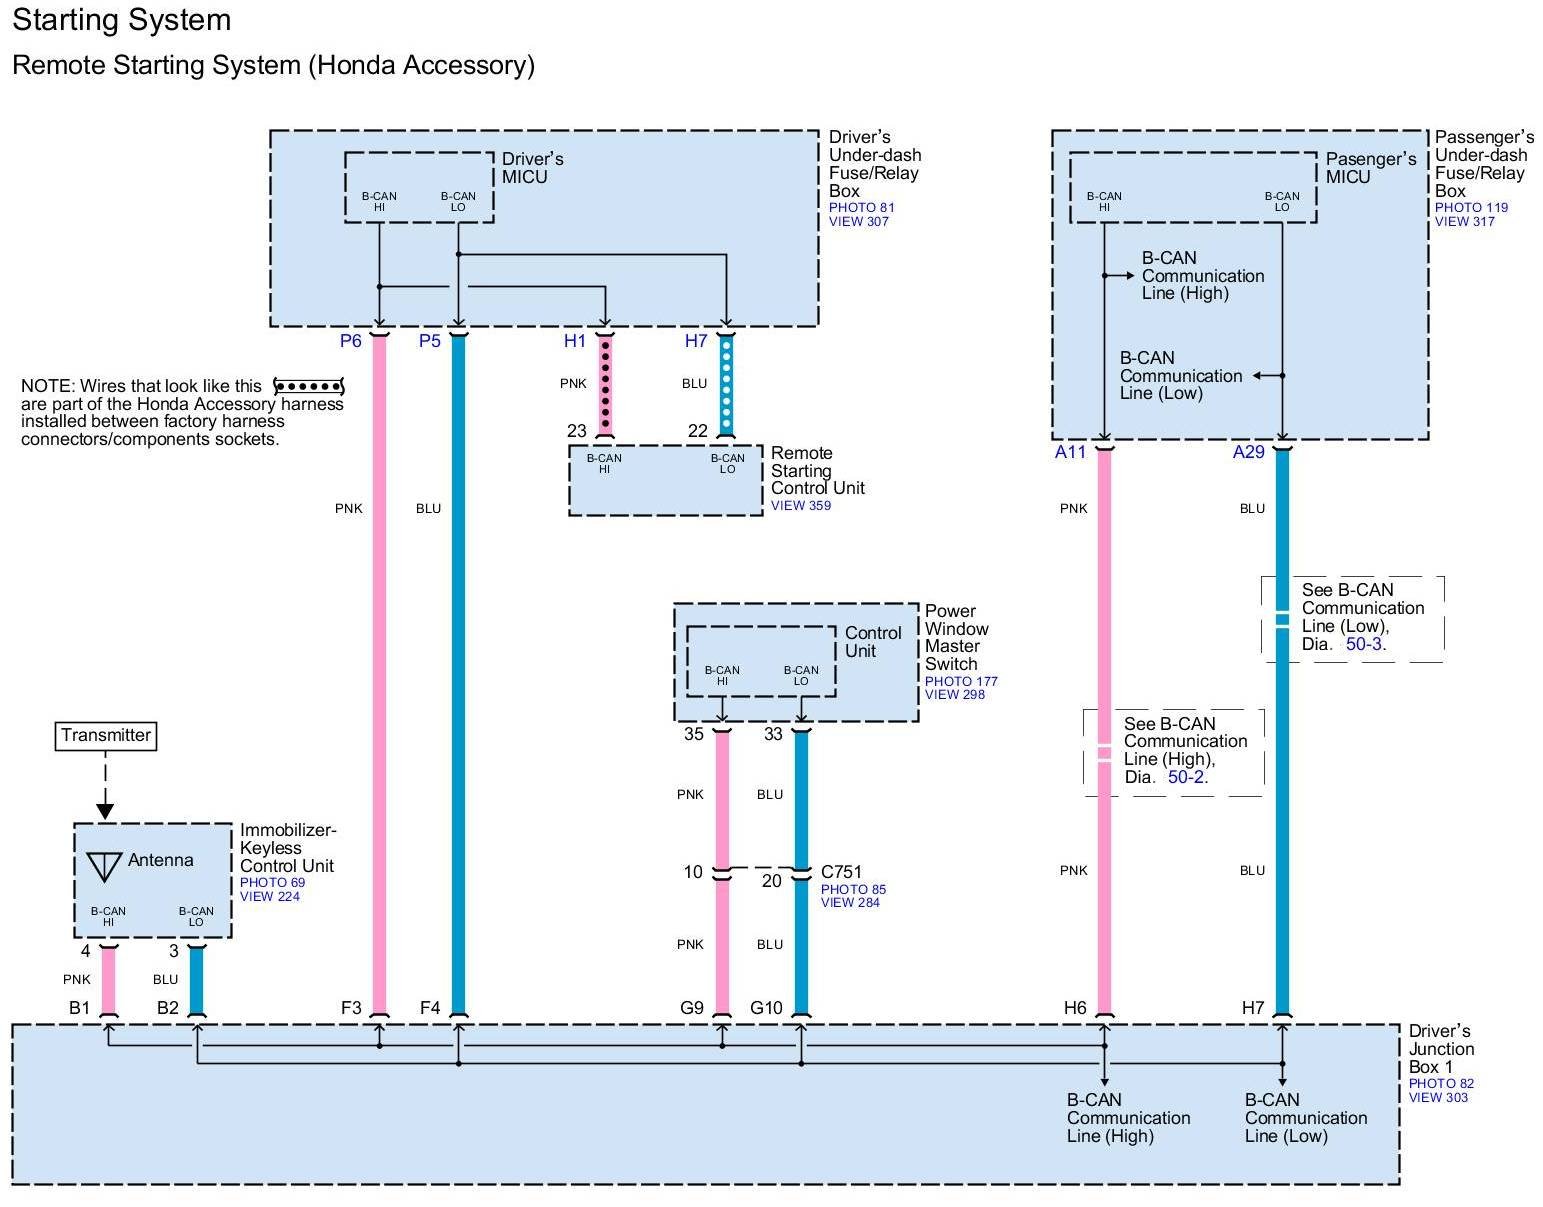 Starting System
Remote Starting System (Honda Accessory)
Driver's
Under-dash
Fuse/Relay
Box
PHOTO 81
VIEW 307
Driver's
MICU
B-CAN
HI
B-CAN
LO
Passenger's
Under-dash
Fuse/Relay
Box
PHOTO 119
VIEW 317
Pasenger's
MICU
B-CAN
HI
B-CAN
LO
B-CAN
Communication
Line (High)
B-CAN
Communication
Line (Low)
P6
P5
H1
H7
NOTE: Wires that look like this
are part of the Honda Accessory harness
installed between factory harness
connectors/components sockets.
PNK
BLU
23
22
B-CAN
HI
B-CAN
LO
Remote
Starting
Control Unit
VIEW 359
A11
A29
PNK
BLU
PNK
BLU
See B-CAN
Communication
Line (Low),
Dia. 50-3.
Power
Window
Master
Switch
PHOTO 177
VIEW 298
Control
Unit
B-CAN
HI
B-CAN
LO
See B-CAN
Communication
Line (High),
Dia. 50-2.
35
33
Transmitter
PNK
BLU
Immobilizer-
Keyless
Control Unit
PHOTO 69
VIEW 224
Antenna
B-CAN
HI
B-CAN
LO
10
20
C751
PHOTO 85
VIEW 284
PNK
BLU
4
3
PNK
BLU
PNK
BLU
B1
B2
F3
F4
G9
G10
H6
H7
Driver's
Junction
Box 1
PHOTO 82
VIEW 303
B-CAN
Communication
Line (High)
B-CAN
Communication
Line (Low)